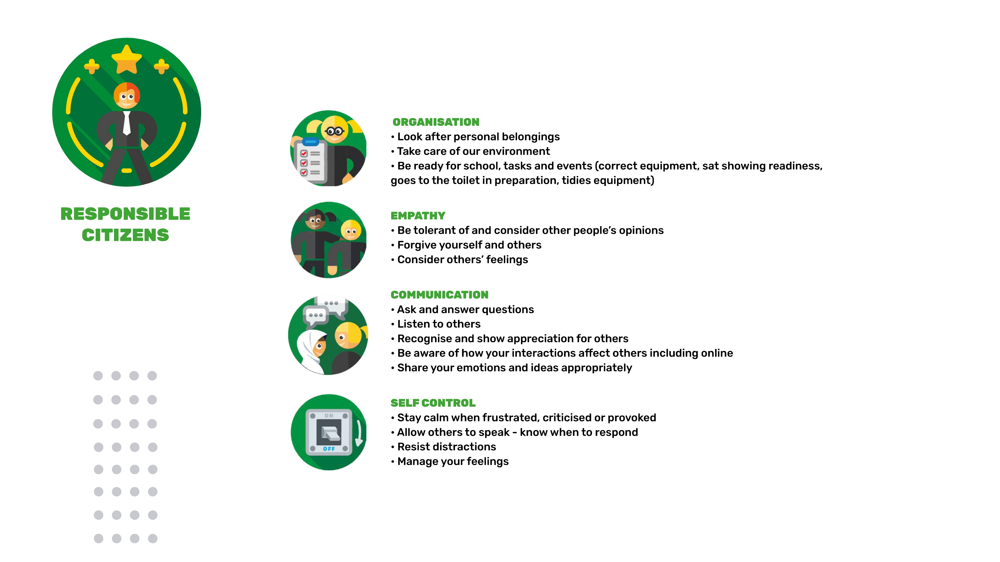 RESPONSIBLE
CITIZENS
ORGANISATION
• Look after personal belongings
• Take care of our environment
• Be ready for school, tasks and events (correct equipment, sat showing readiness,
goes to the toilet in preparation, tidies equipment)
EMPATHY
• Be tolerant of and consider other people’s opinions
• Forgive yourself and others
• Consider others’ feelings
COMMUNICATION
• Ask and answer questions
• Listen to others
• Recognise and show appreciation for others
• Be aware of how your interactions affect others including online
• Share your emotions and ideas appropriately
ON
OFF
SELF CONTROL
• Stay calm when frustrated, criticised or provoked
• Allow others to speak - know when to respond
• Resist distractions
• Manage your feelings